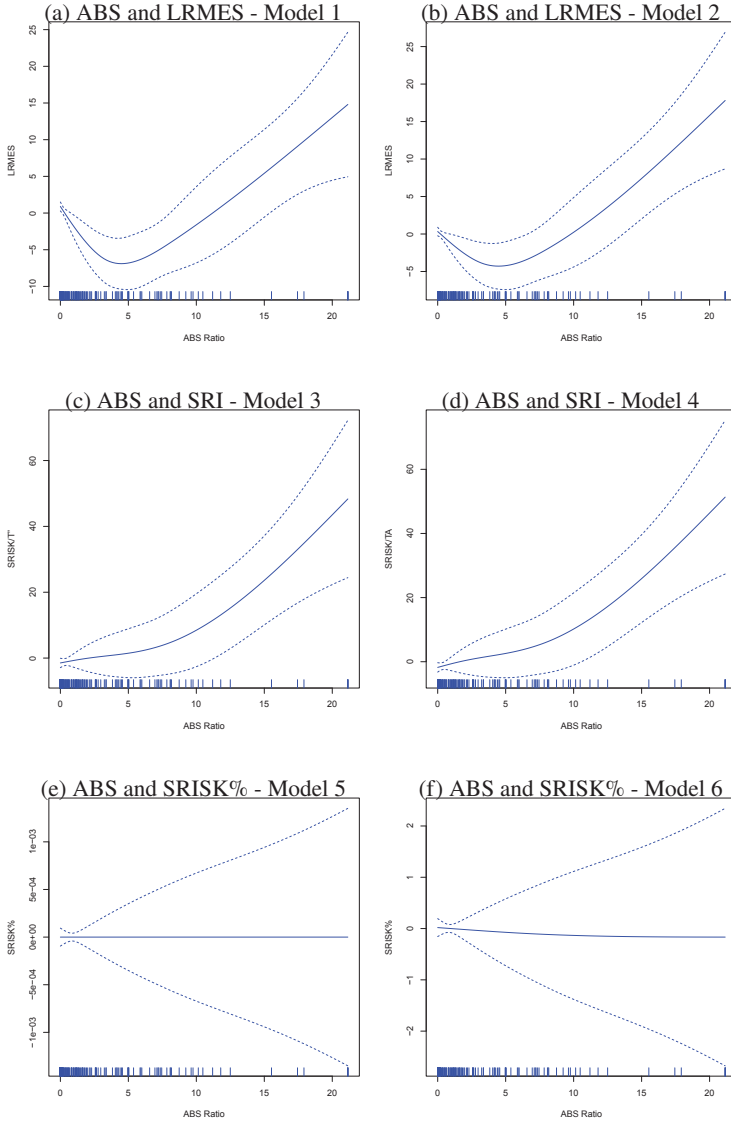 (a) ABS and LRMES - Model 1
LRMES
25
20
15
10
5
0
−5
−10
0 5 10 15 20
ABS Ratio
(b) ABS and LRMES - Model 2
LRMES
25
20
15
10
5
0
−5
0 5 10 15 20
ABS Ratio
(c) ABS and SRI - Model 3
60
40
20
0
0 5 10 15 20
ABS Ratio
(d) ABS and SRI - Model 4
SRISK/TA
60
40
20
0
0 5 10 15 20
ABS Ratio
(e) ABS and SRISK% - Model 5
SRISK%
1e−03
5e−04
0e+00
−5e−04
−1e−03
0 5 10 15 20
ABS Ratio
(f) ABS and SRISK% - Model 6
SRISK%
2
1
0
−1
−2
0 5 10 15 20
ABS Ratio